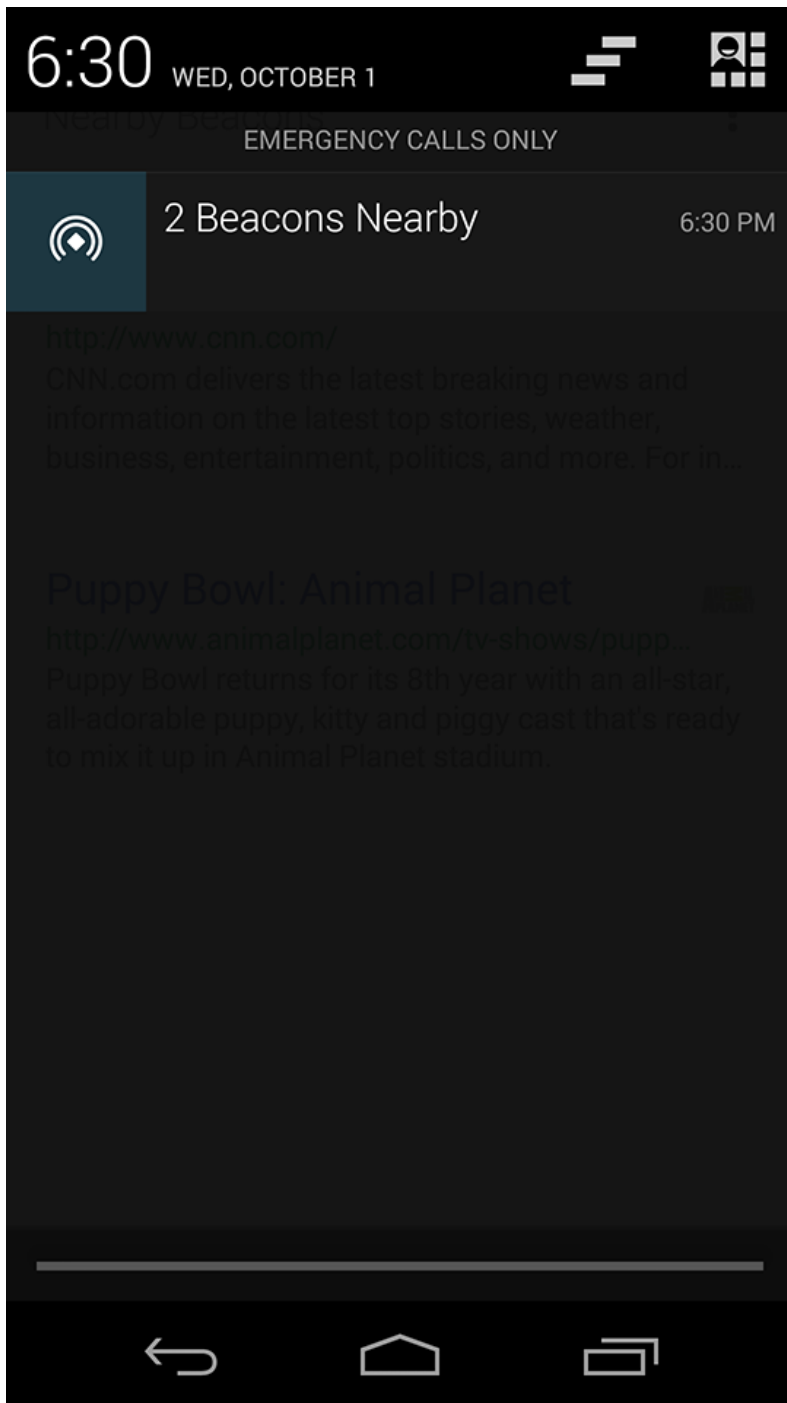 6:30 WED, OCTOBER 1
Nearby Beacons
EMERGENCY CALLS ONLY
2 Beacons Nearby 6:30 PM
http://www.cnn.com/
CNN.com delivers the latest breaking news and
information on the latest top stories, weather,
business, entertainment, politics, and more. For in...
Puppy Bowl: Animal Planet
http://www.animalplanet.com/tv-shows/pupp...
Puppy Bowl returns for its 8th year with an all-star,
all-adorable puppy, kitty and piggy cast that's ready
to mix it up in Animal Planet stadium.